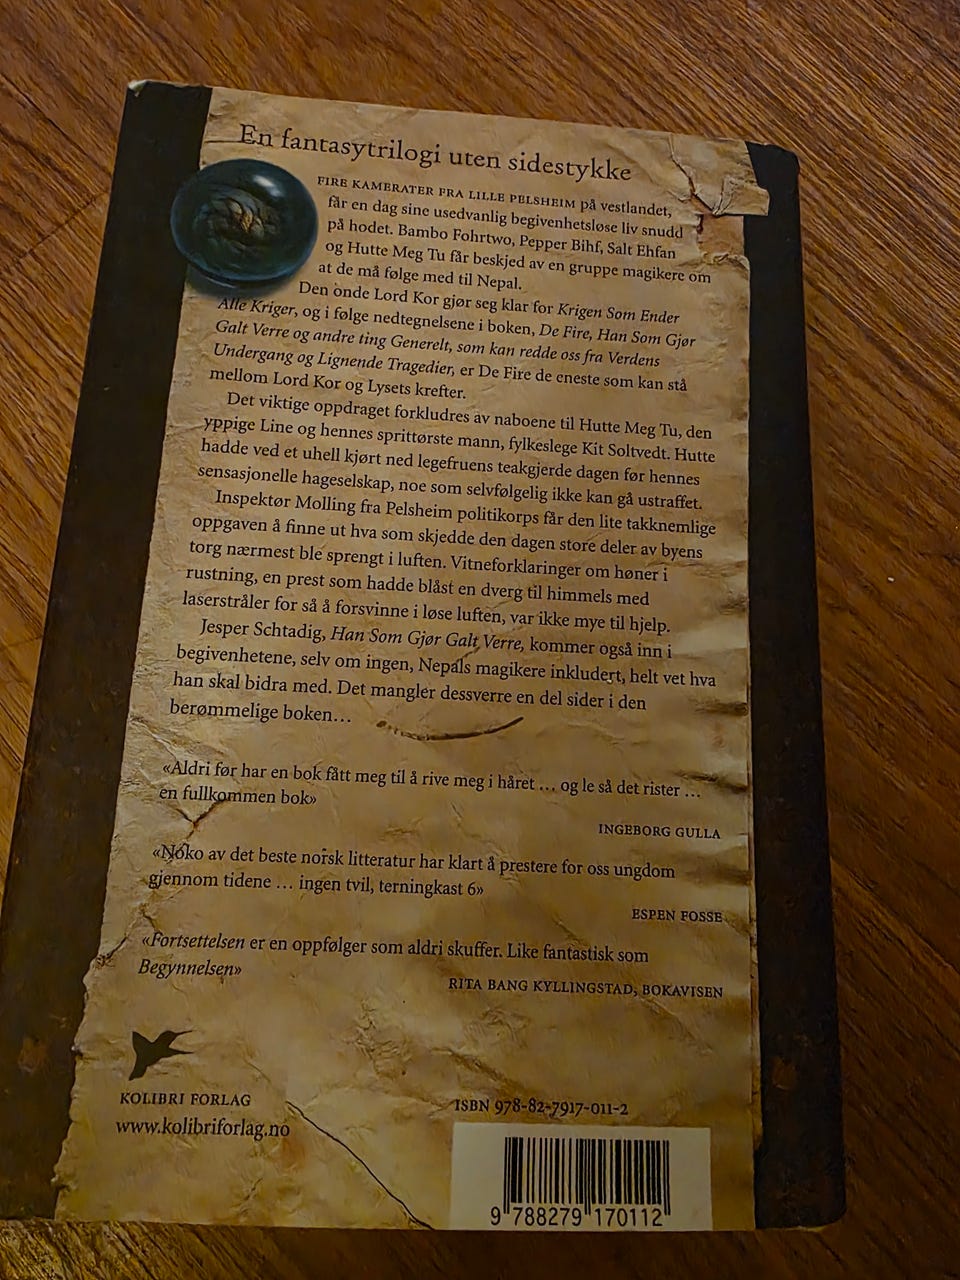 En fantasytrilogi uten sidestykke
FIRE KAMERATER FRA LILLE PELSHEIM på vestlandet,
får en dag sine usedvanlig begivenhetsløse liv snudd
på hodet. Bambo Fohrtwo, Pepper Bihf, Salt Ehfan
og Hutte Meg Tu får beskjed av en gruppe magikere om
at de må følge med til Nepal.
Den onde Lord Kor gjør seg klar for Krigen Som Ender
Alle Kriger, og i følge nedtegnelsene i boken, De Fire, Han Som Gjør
Galt Verre og andre ting Generelt, som kan redde oss fra Verdens
Undergang og Lignende Tragedier, er De Fire de eneste som kan stå
mellom Lord Kor og Lysets krefter.
Det viktige oppdraget forkludres av naboene til Hutte Meg Tu, den
yppige Line og hennes sprittørste mann, fylkeslege Kit Soltvedt. Hutte
hadde ved et uhell kjørt ned legefruens teakgjerde dagen før hennes
sensasjonelle hageselskap, noe som selvfølgelig ikke kan gå ustraffet.
Inspektør Molling fra Pelsheim politikorps får den lite takknemlige
oppgaven å finne ut hva som skjedde den dagen store deler av byens
torg nærmest ble sprengt i luften. Vitneforklaringer om høner i
rustning, en prest som hadde blåst en dverg til himmels med
laserstråler for så å forsvinne i løse luften, var ikke mye til hjelp.
Jesper Schtadig, Han Som Gjør Galt Verre, kommer også inn i
begivenhetene, selv om ingen, Nepals magikere inkludert, helt vet hva
han skal bidra med. Det mangler dessverre en del sider i den
berømmelige boken...
«Aldri før har en bok fått meg til å rive meg i håret ... og le så det rister ...
en fullkommen bok»
INGEBORG GULLA
«Noko av det beste norsk litteratur har klart å prestere for oss ungdom
gjennom tidene ... ingen tvil, terningkast 6»
ESPEN FOSSE
«Fortsettelsen er en oppfølger som aldri skuffer. Like fantastisk som
Begynnelsen»
RITA BANG KYLLINGSTAD, BOKAVISEN
KOLIBRI FORLAG
www.kolibriforlag.no
ISBN 978-82-7917-011-2
9 788279 170112